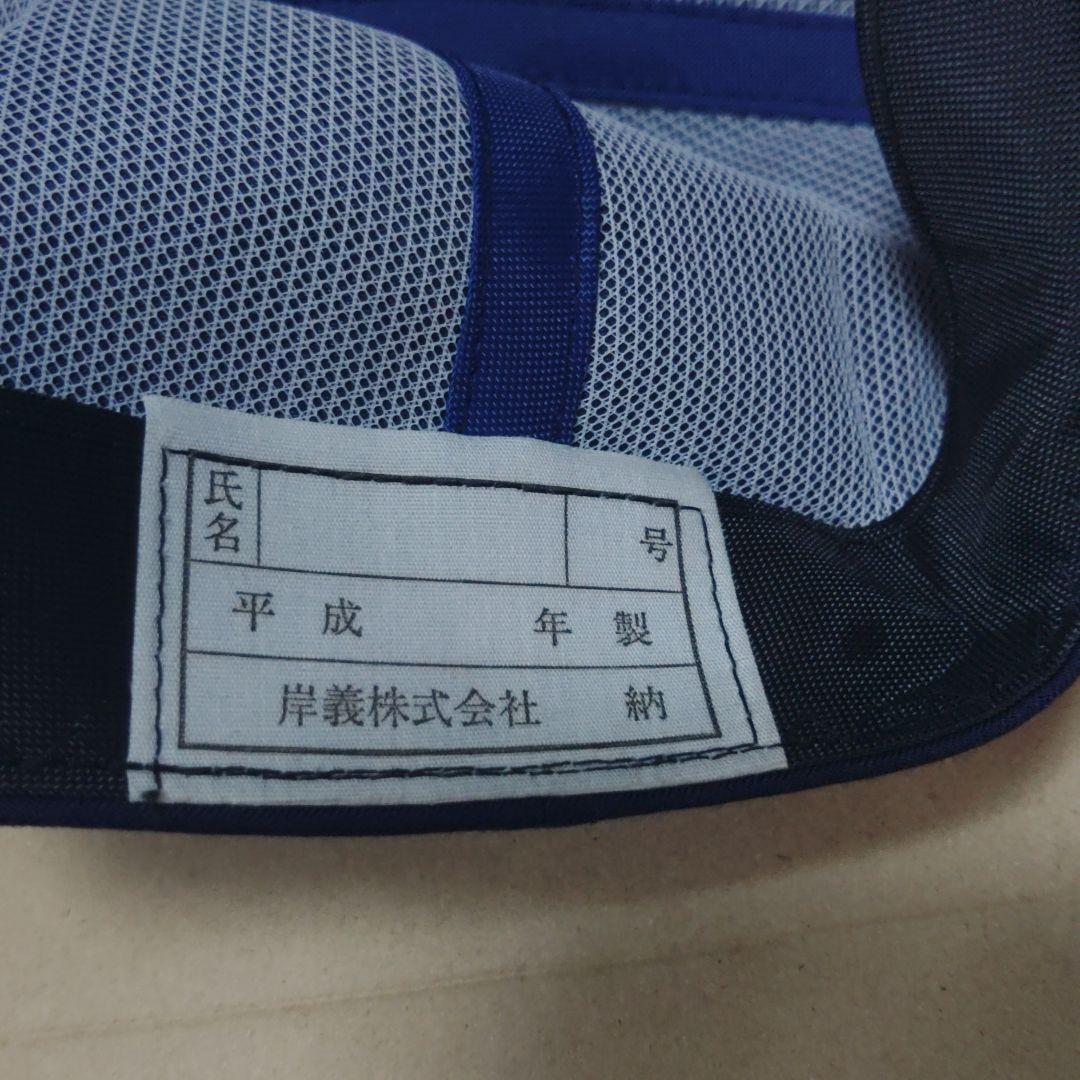 氏名 号
平成 年製
岸義株式会社 納